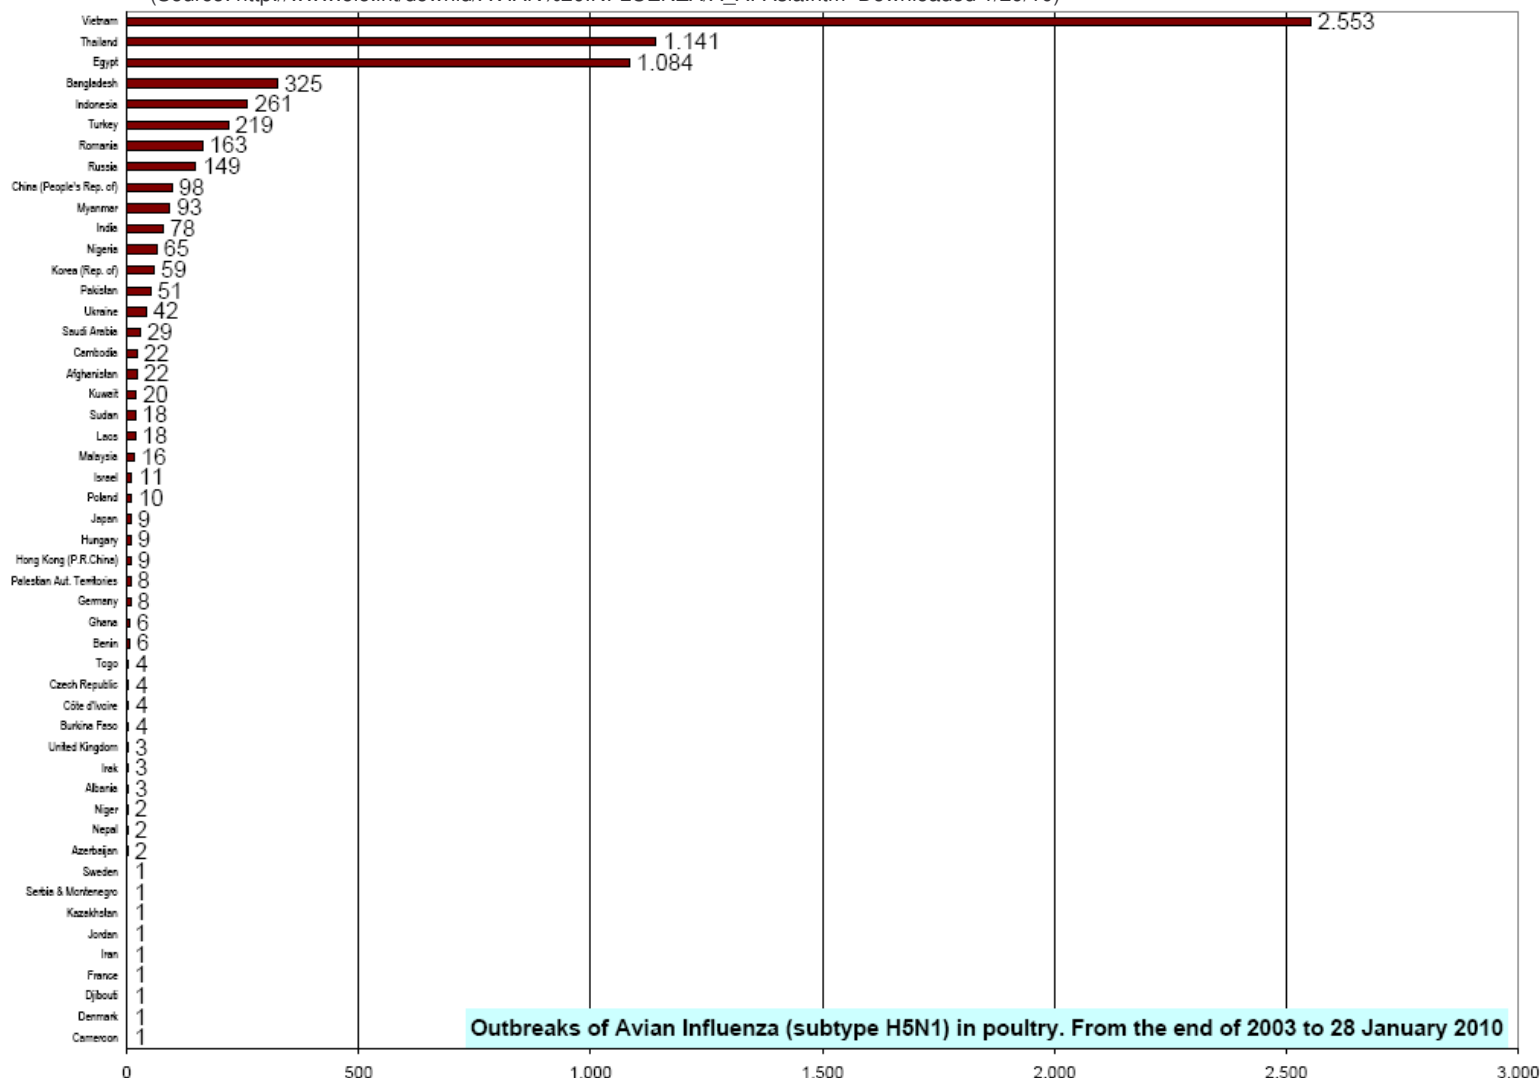 Vietnam 2.553
Thailand 1.141
Egypt 1.084
Bangladesh 325
Indonesia 261
Turkey 219
Romania 163
Russia 149
China (People's Rep. of) 98
Myanmar 93
India 78
Nigeria 65
Korea (Rep. of) 59
Pakistan 51
Ukraine 42
Saudi Arabia 29
Cambodia 22
Afghanistan 22
Kuwait 20
Sudan 18
Laos 18
Malaysia 16
Israel 11
Poland 10
Japan 9
Hungary 9
Hong Kong (P.R.China) 9
Palestian Aut. Territories 8
Germany 8
Ghana 6
Benin 6
Togo 4
Czech Republic 4
Côte d'Ivoire 4
Burkina Faso 4
United Kingdom 3
Irak 3
Albania 3
Niger 2
Nepal 2
Azerbaijan 2
Sweden 1
Serbia & Montenegro 1
Kazakhstan 1
Jordan 1
Iran 1
France 1
Djibouti 1
Denmark 1
Cameroon 1
Outbreaks of Avian Influenza (subtype H5N1) in poultry. From the end of 2003 to 28 January 2010
0 500 1.000 1.500 2.000 2.500 3.000